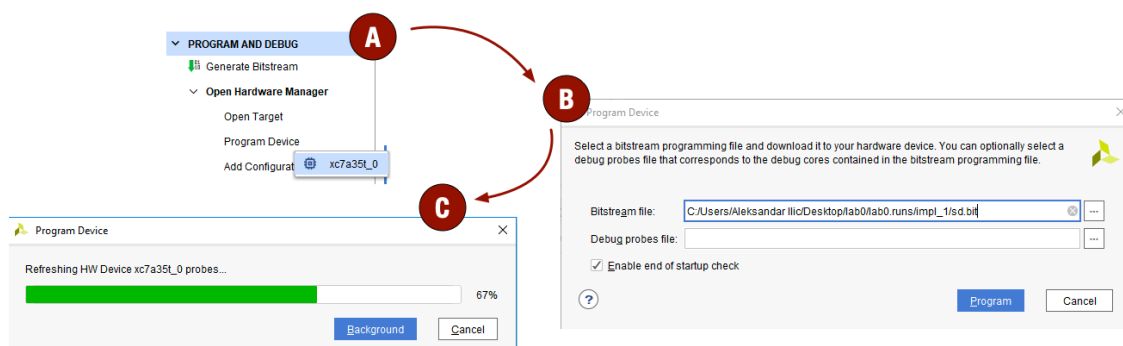 A
PROGRAM AND DEBUG
Generate Bitstream
Open Hardware Manager
Open Target
Program Device
Add Configurat
xc7a35t_0
B
Program Device
Select a bitstream programming file and download it to your hardware device. You can optionally select a
debug probes file that corresponds to the debug cores contained in the bitstream programming file.
Bitstream file:
C:/Users/Aleksandar Ilic/Desktop/lab0/lab0.runs/impl_1/sd.bit
...
Debug probes file:
...
Enable end of startup check
?
Program
Cancel
C
Program Device
Refreshing HW Device xc7a35t_0 probes...
67%
Background
Cancel